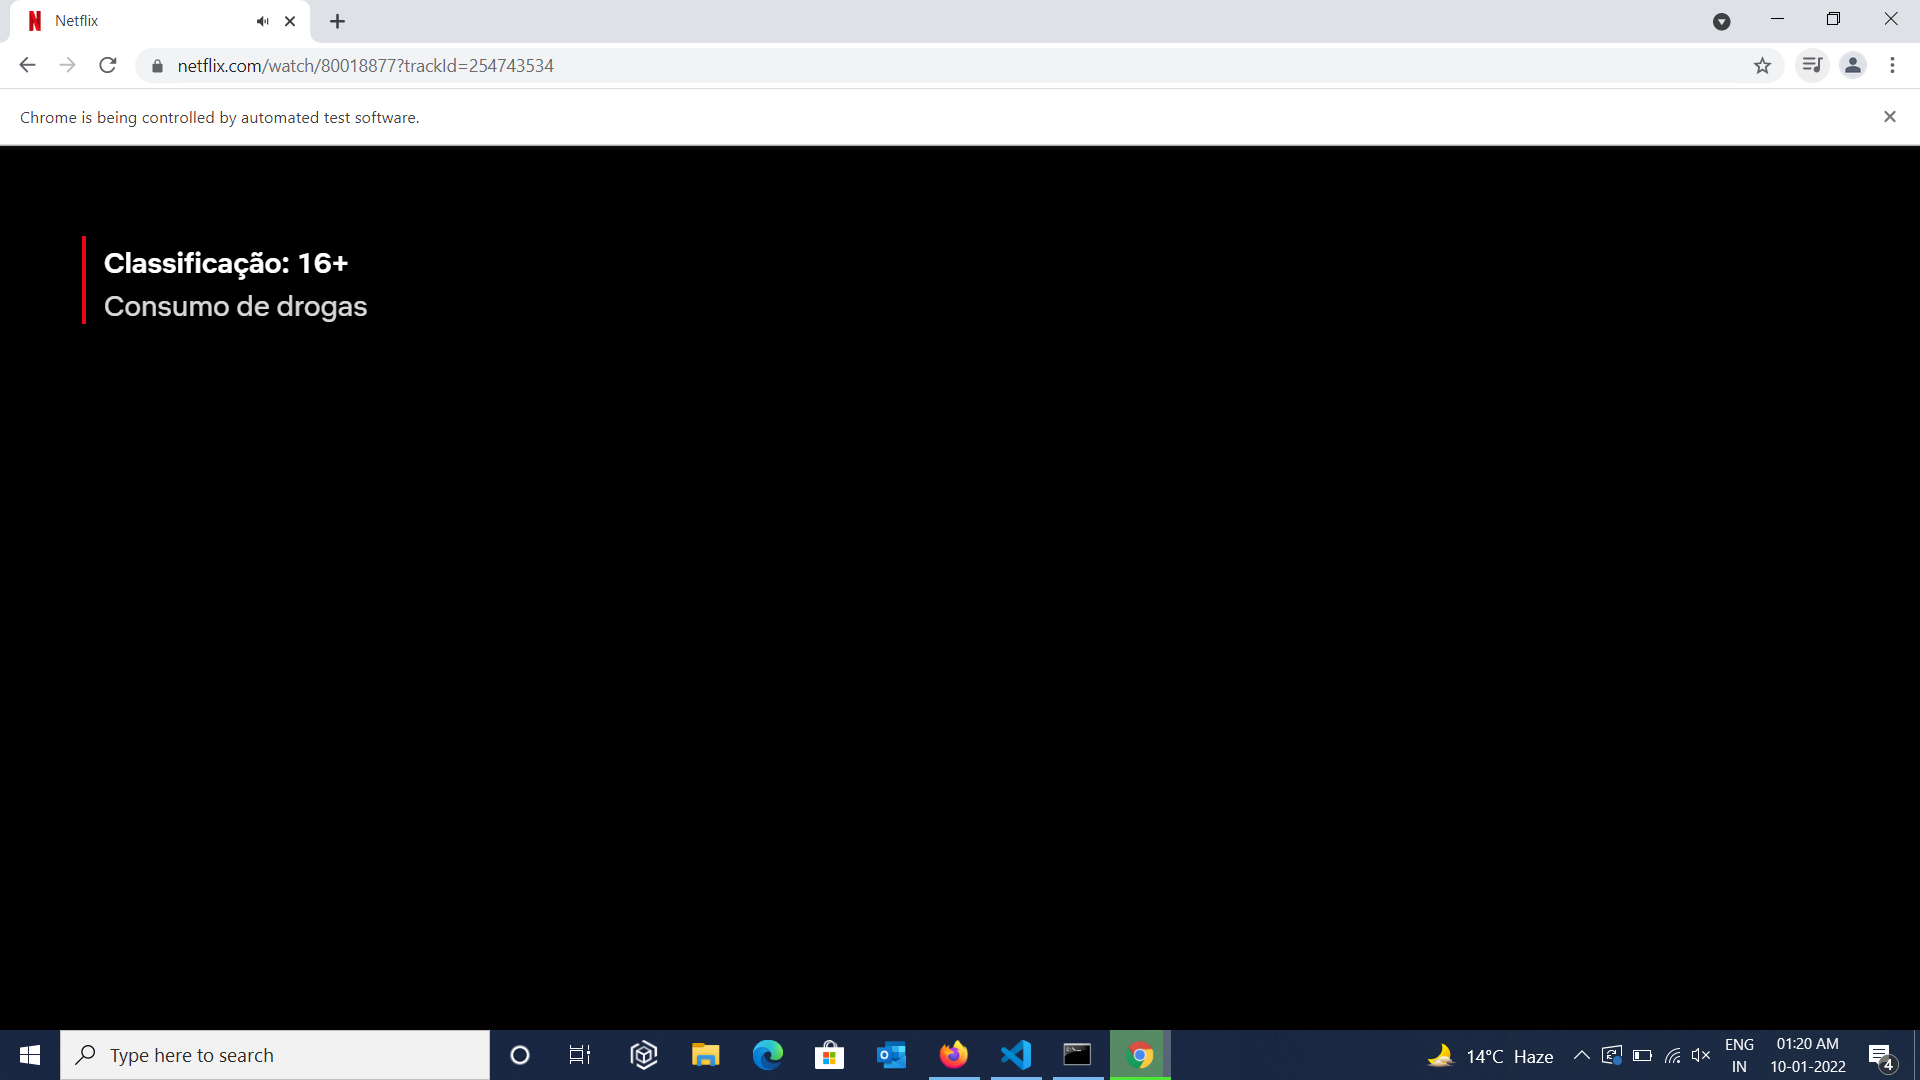 Netflix
netflix.com/watch/80018877?trackId=254743534
Chrome is being controlled by automated test software.
Classificação: 16+
Consumo de drogas
Type here to search
14°C Haze
ENG
IN
01:20 AM
10-01-2022
4